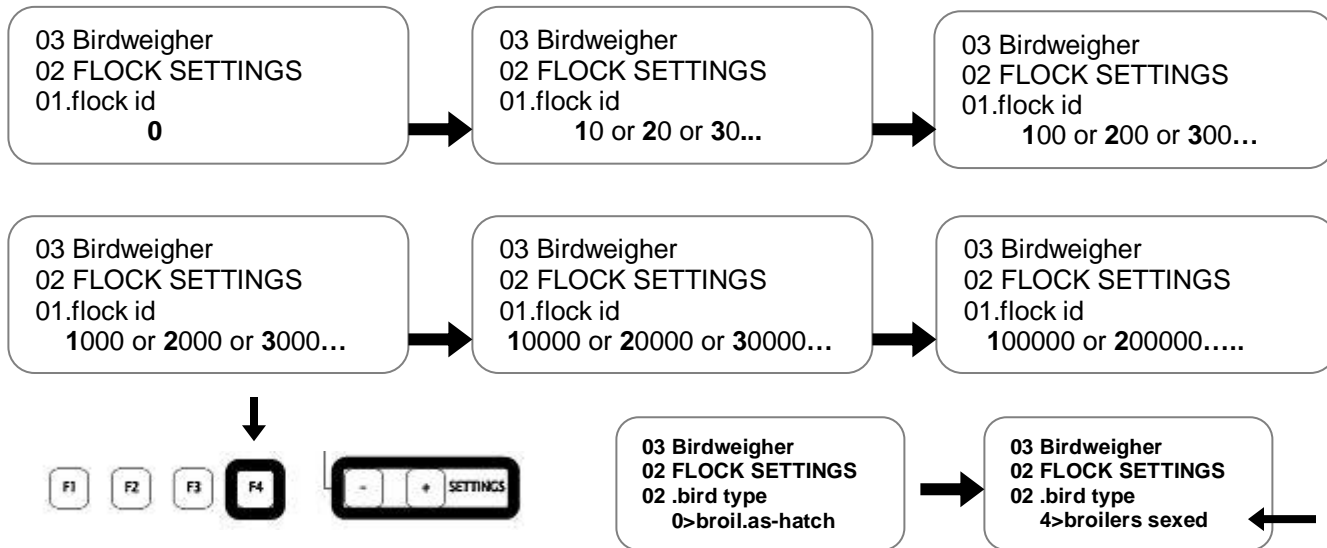 03 Birdweigher
02 FLOCK SETTINGS
01.flock id
0
03 Birdweigher
02 FLOCK SETTINGS
01.flock id
10 or 20 or 30...
03 Birdweigher
02 FLOCK SETTINGS
01.flock id
100 or 200 or 300…
03 Birdweigher
02 FLOCK SETTINGS
01.flock id
1000 or 2000 or 3000…
03 Birdweigher
02 FLOCK SETTINGS
01.flock id
10000 or 20000 or 30000…
03 Birdweigher
02 FLOCK SETTINGS
01.flock id
100000 or 200000…..
F1 F2 F3 F4 - + SETTINGS
03 Birdweigher
02 FLOCK SETTINGS
02 .bird type
0>broil.as-hatch
03 Birdweigher
02 FLOCK SETTINGS
02 .bird type
4>broilers sexed